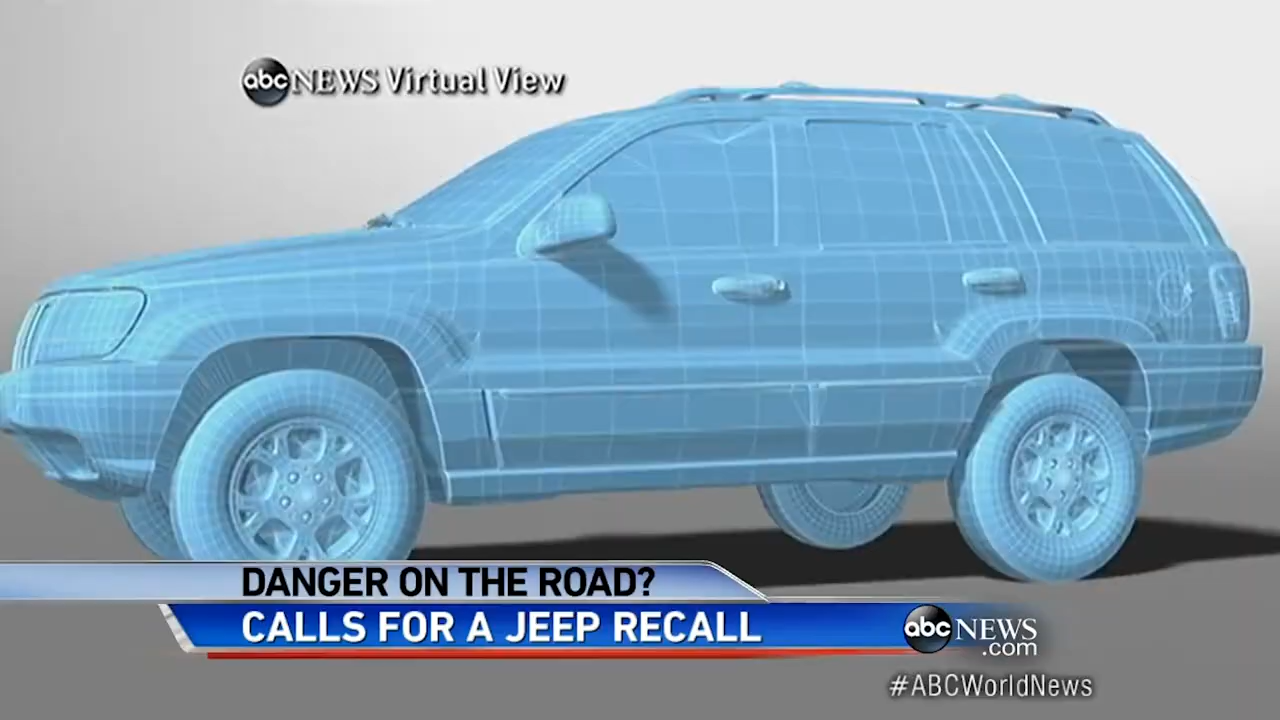 abc NEWS Virtual View
DANGER ON THE ROAD?
CALLS FOR A JEEP RECALL
abc NEWS
.com
#ABCWorldNews